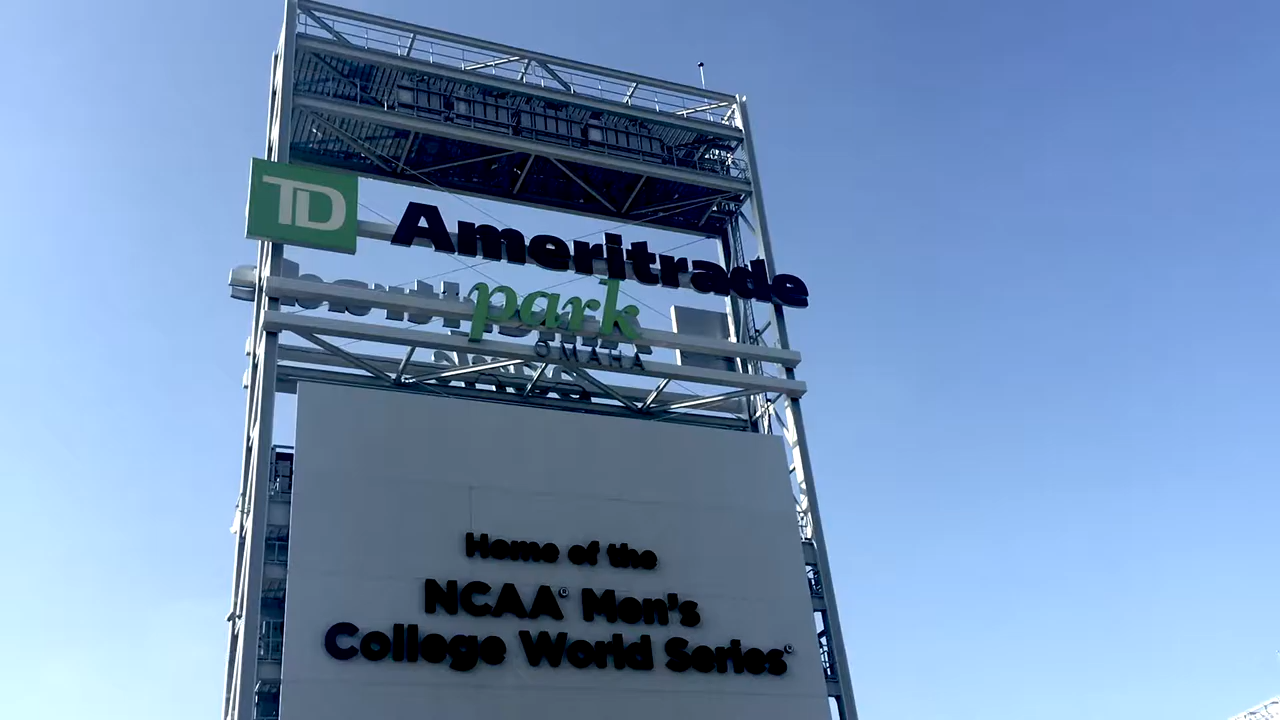 TD Ameritrade
park
OMAHA
Home of the
NCAA® Men's
College World Series®